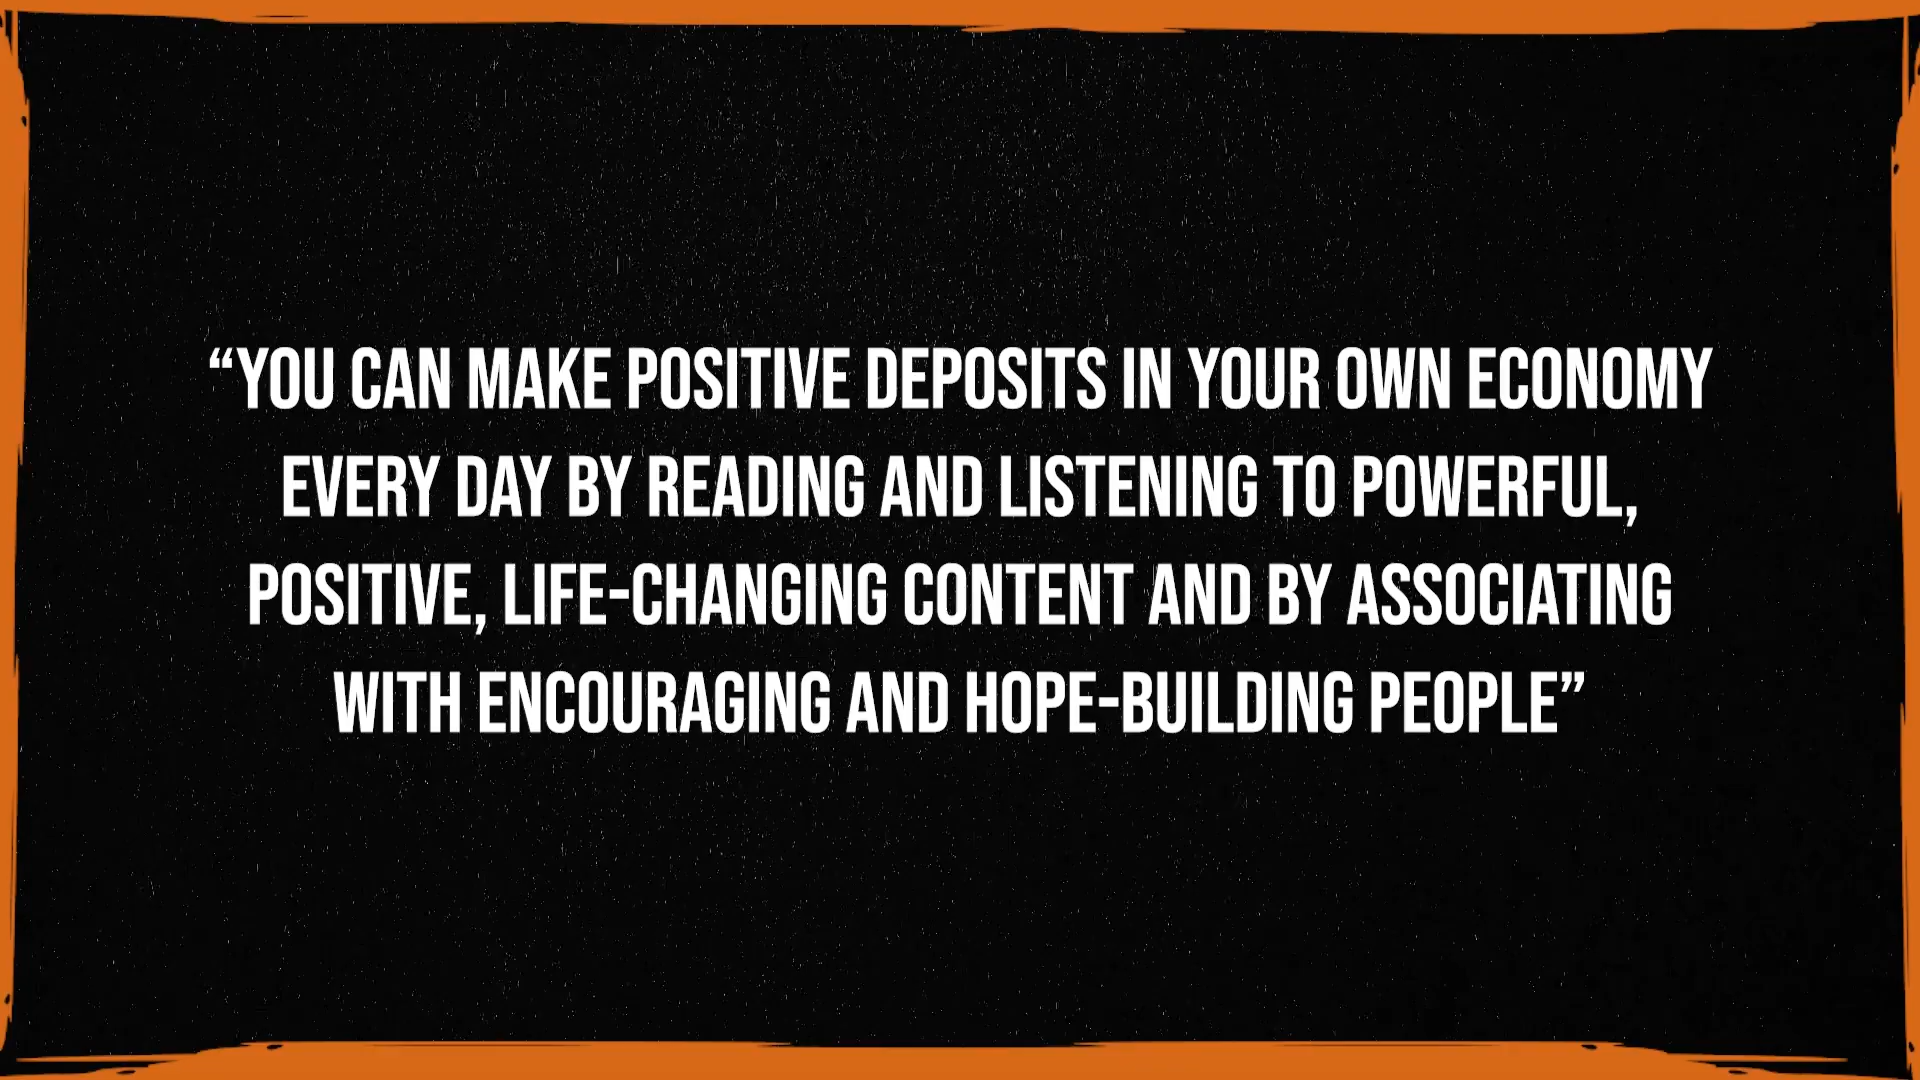 “YOU CAN MAKE POSITIVE DEPOSITS IN YOUR OWN ECONOMY
EVERY DAY BY READING AND LISTENING TO POWERFUL,
POSITIVE, LIFE-CHANGING CONTENT AND BY ASSOCIATING
WITH ENCOURAGING AND HOPE-BUILDING PEOPLE”